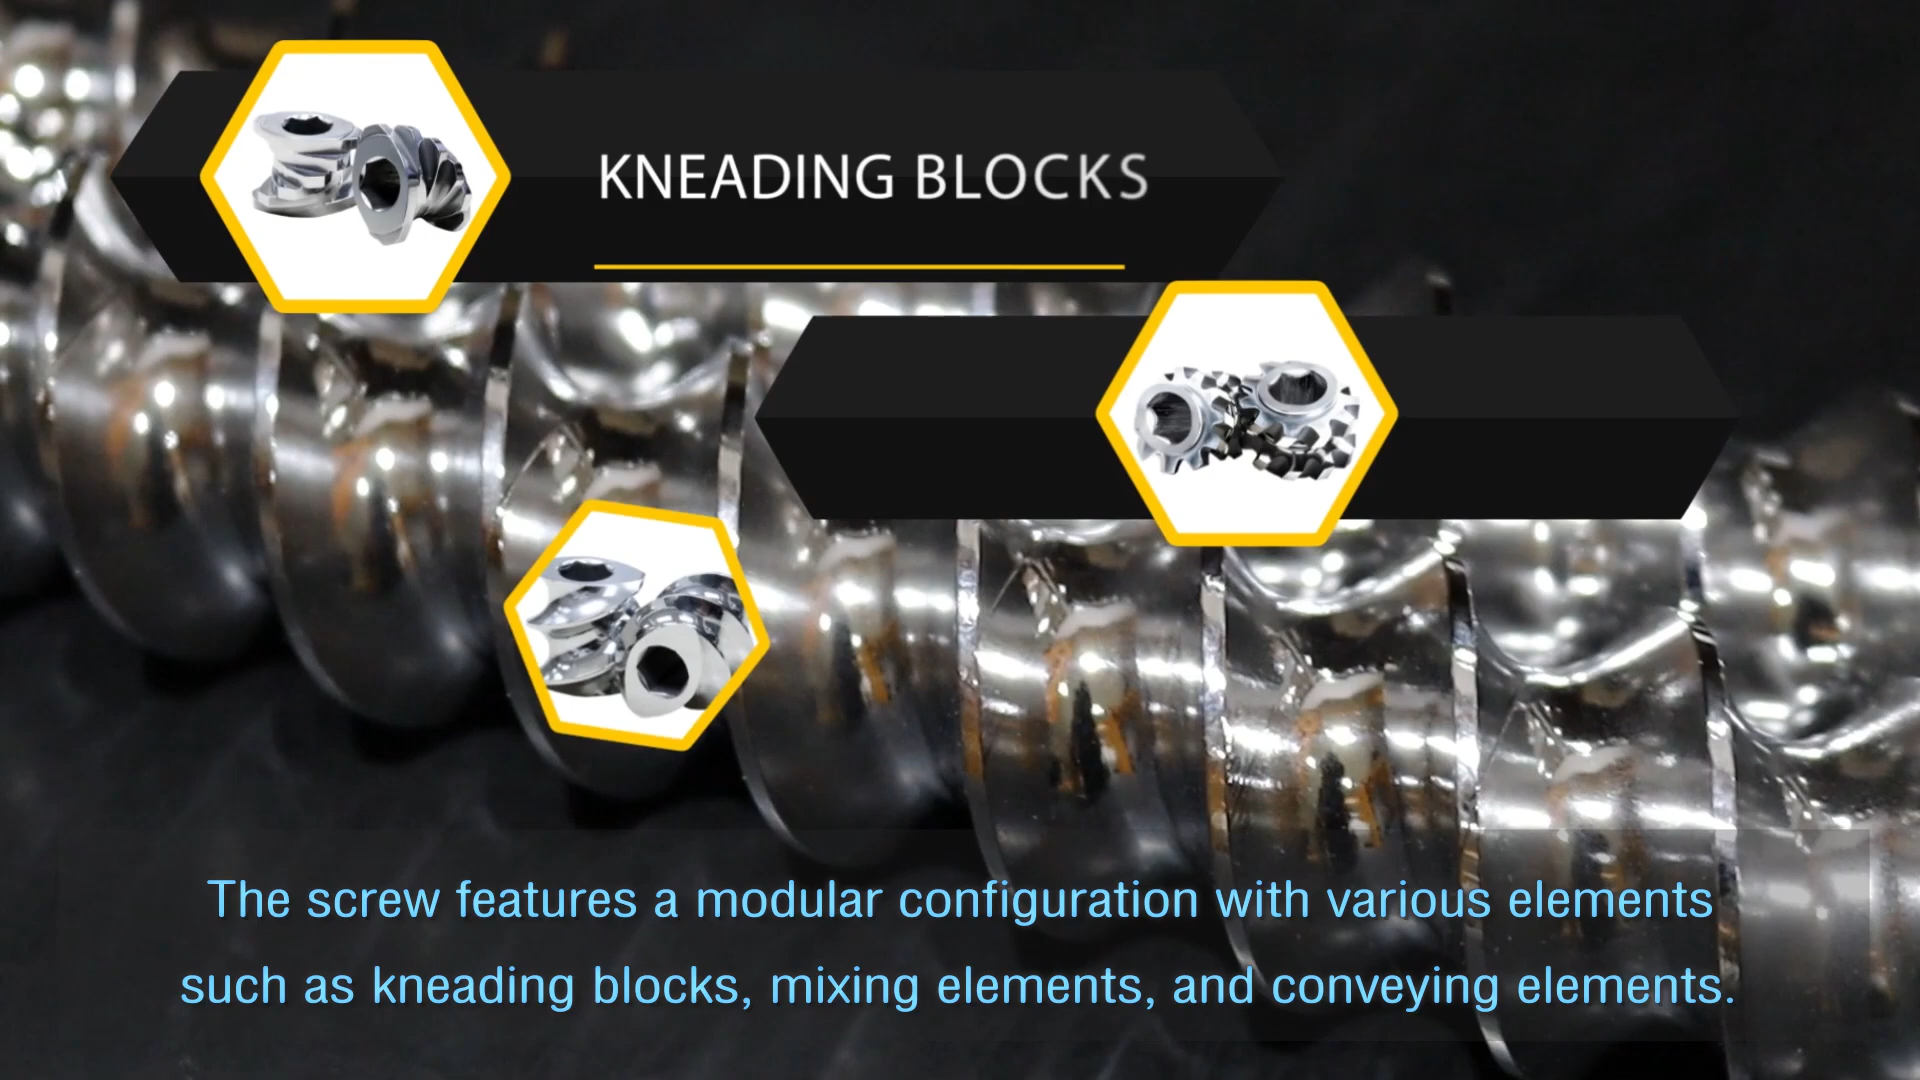 KNEADING BLOCKS
The screw features a modular configuration with various elements
such as kneading blocks, mixing elements, and conveying elements.